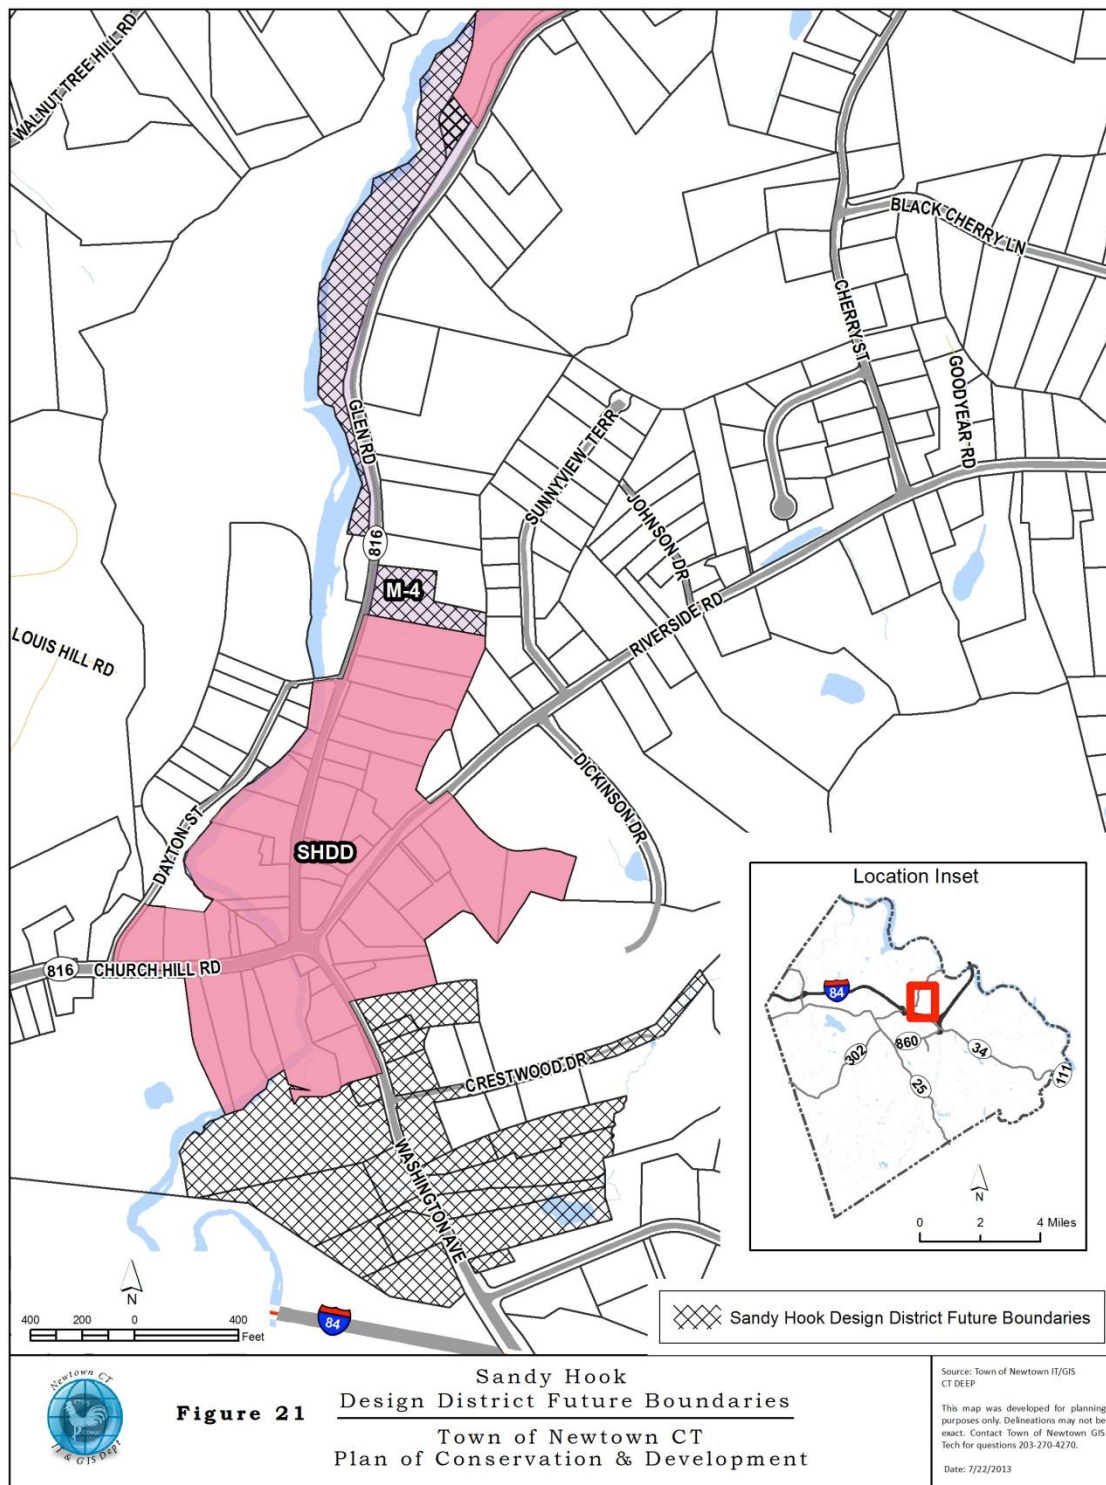 WALNUT TREE HILL RD
BLACK CHERRY LN
CHERRY ST
GOODYEAR RD
GLEN RD
SUNNYVIEW TERR
JOHNSON DR
816
M-4
RIVERSIDE RD
LOUIS HILL RD
DICKINSON DR
DAYTON ST
SHDD
816
CHURCH HILL RD
CRESTWOOD DR
WASHINGTON AVE
Location Inset
84
302
860
34
25
111
N
0 2 4 Miles
N
400 200 0 400
Feet
84
Sandy Hook Design District Future Boundaries
Newtown CT
IT & GIS Dept
Figure 21
Sandy Hook
Design District Future Boundaries
Town of Newtown CT
Plan of Conservation & Development
Source: Town of Newtown IT/GIS
CT DEEP
This map was developed for planning
purposes only. Delineations may not be
exact. Contact Town of Newtown GIS
Tech for questions 203-270-4270.
Date: 7/22/2013